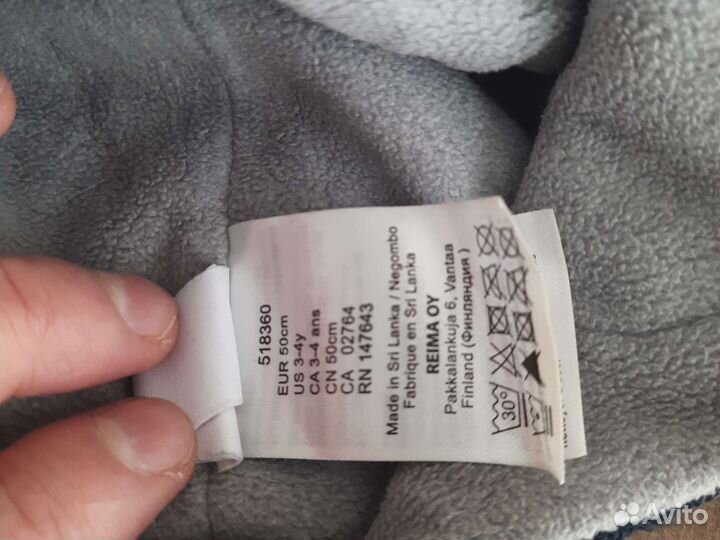 518360
EUR 50cm
US 3-4y
CA 3-4 ans
CN 50cm
CA 02764
RN 147643
Made in Sri Lanka / Negombo
Fabrique en Sri Lanka
REIMA OY
Pakkalankuja 6, Vantaa
Finland (Финляндия )
30°
Avito